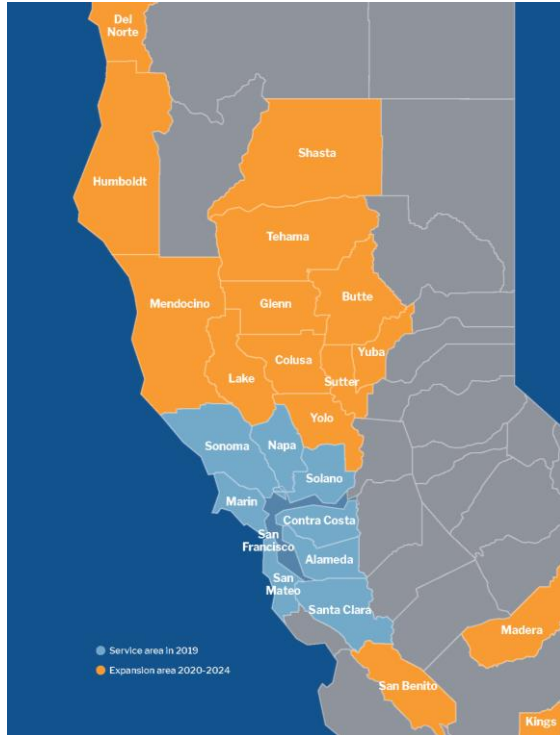 Del
Norte
Shasta
Humboldt
Tehama
Butte
Mendocino
Glenn
Yuba
Colusa
Lake
Sutter
Yolo
Sonoma
Napa
Solano
Marin
Contra Costa
San
Francisco
Alameda
San
Mateo
Santa Clara
Madera
Service area in 2019
Expansion area 2020-2024
San Benito
Kings